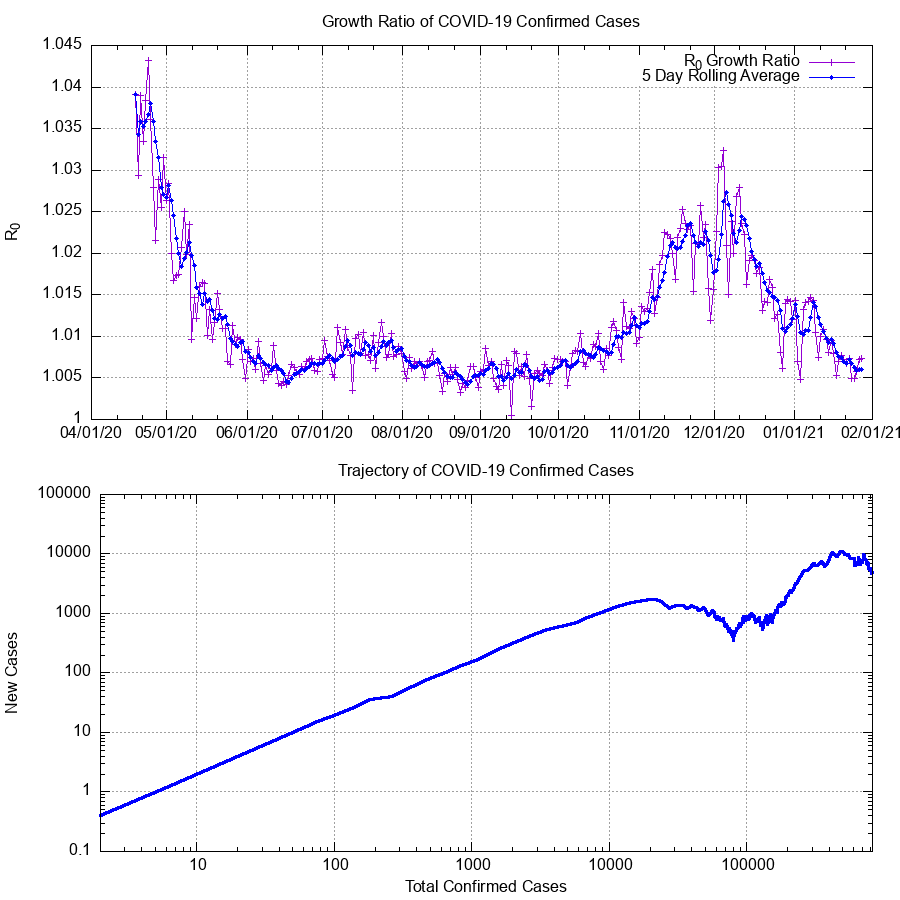 Growth Ratio of COVID-19 Confirmed Cases
1.045
R0 Growth Ratio
5 Day Rolling Average
1.04
1.035
1.03
1.025
R0
1.02
1.015
1.01
1.005
1
04/01/20 05/01/20 06/01/20 07/01/20 08/01/20 09/01/20 10/01/20 11/01/20 12/01/20 01/01/21 02/01/21
Trajectory of COVID-19 Confirmed Cases
100000
10000
1000
New Cases
100
10
1
0.1
10 100 1000 10000 100000
Total Confirmed Cases